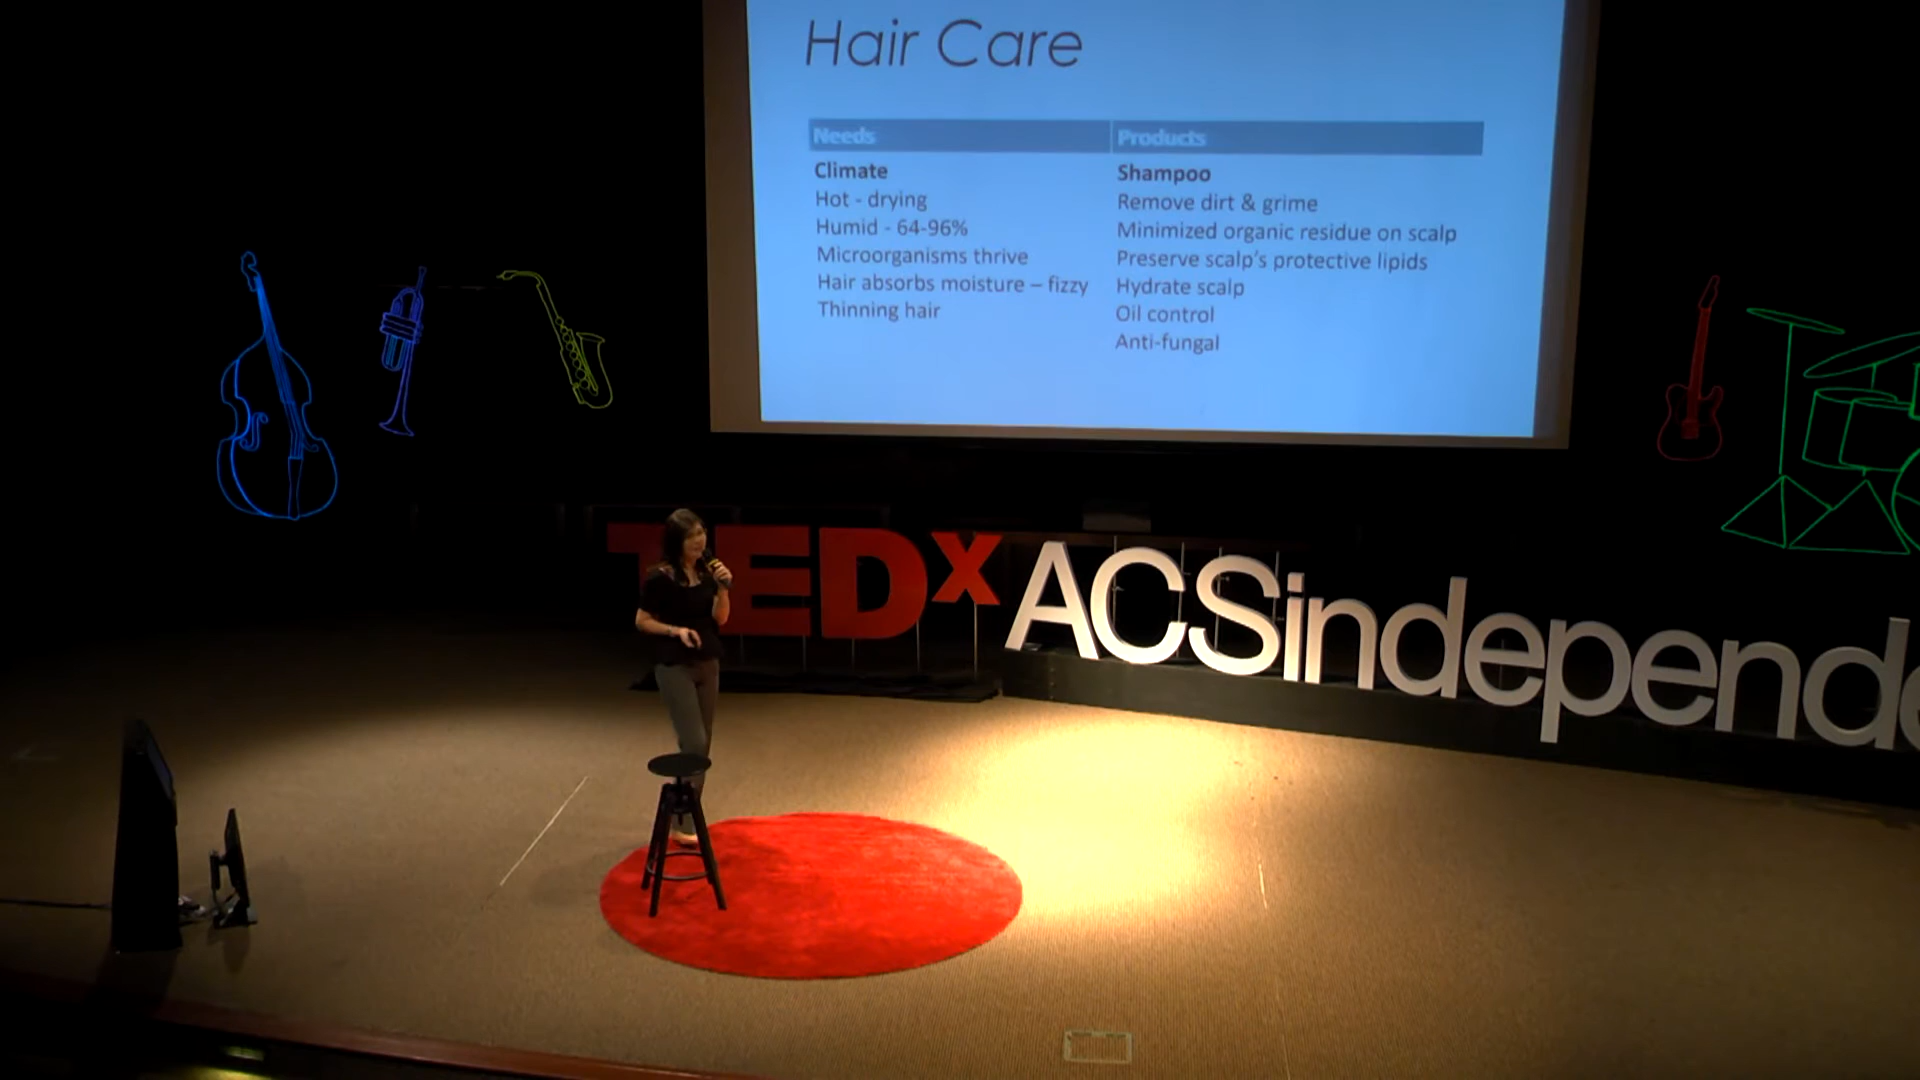 Hair Care
Needs
Products
Climate
Shampoo
Hot - drying
Remove dirt & grime
Humid - 64-96%
Minimized organic residue on scalp
Microorganisms thrive
Preserve scalp's protective lipids
Hair absorbs moisture – fizzy
Hydrate scalp
Thinning hair
Oil control
Anti-fungal
TEDx ACSindepende